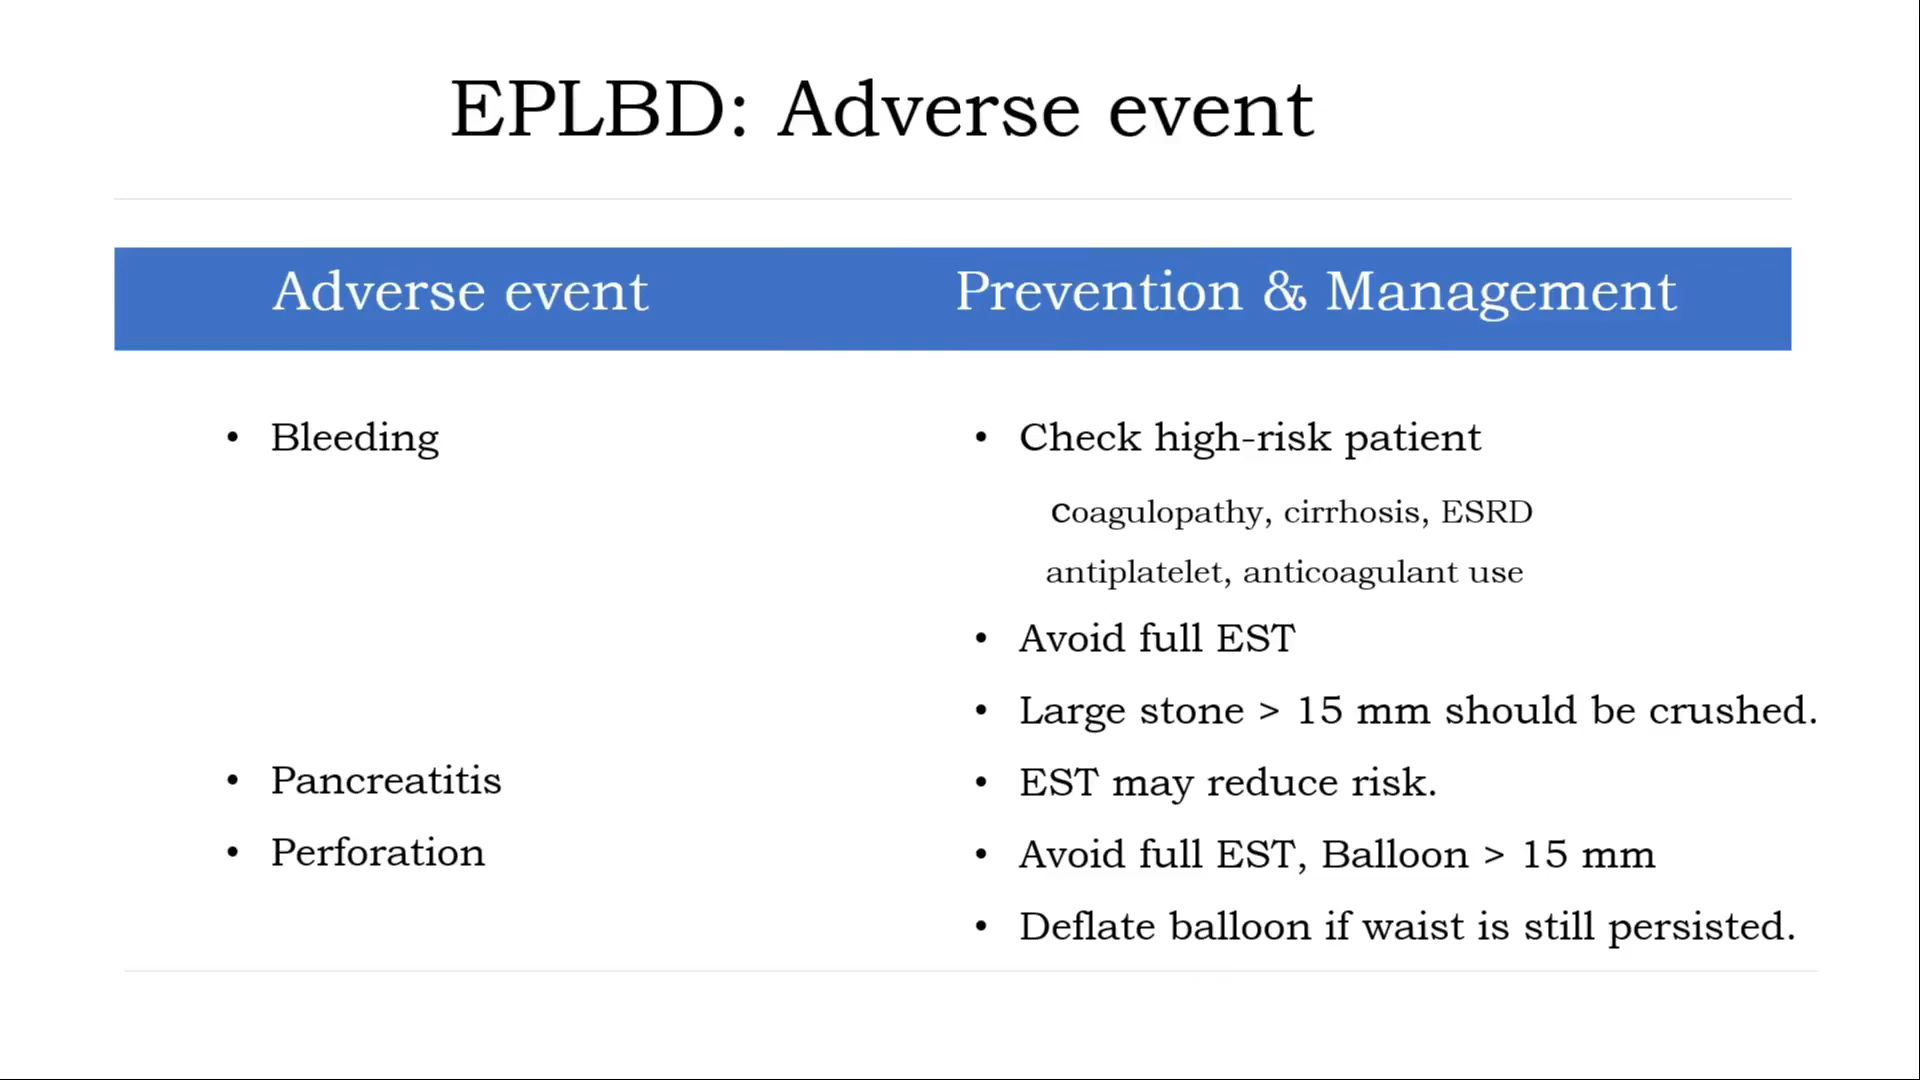 EPLBD: Adverse event
Adverse event Prevention & Management
• Bleeding • Check high-risk patient
coagulopathy, cirrhosis, ESRD
antiplatelet, anticoagulant use
• Avoid full EST
• Large stone > 15 mm should be crushed.
• Pancreatitis • EST may reduce risk.
• Perforation • Avoid full EST, Balloon > 15 mm
• Deflate balloon if waist is still persisted.